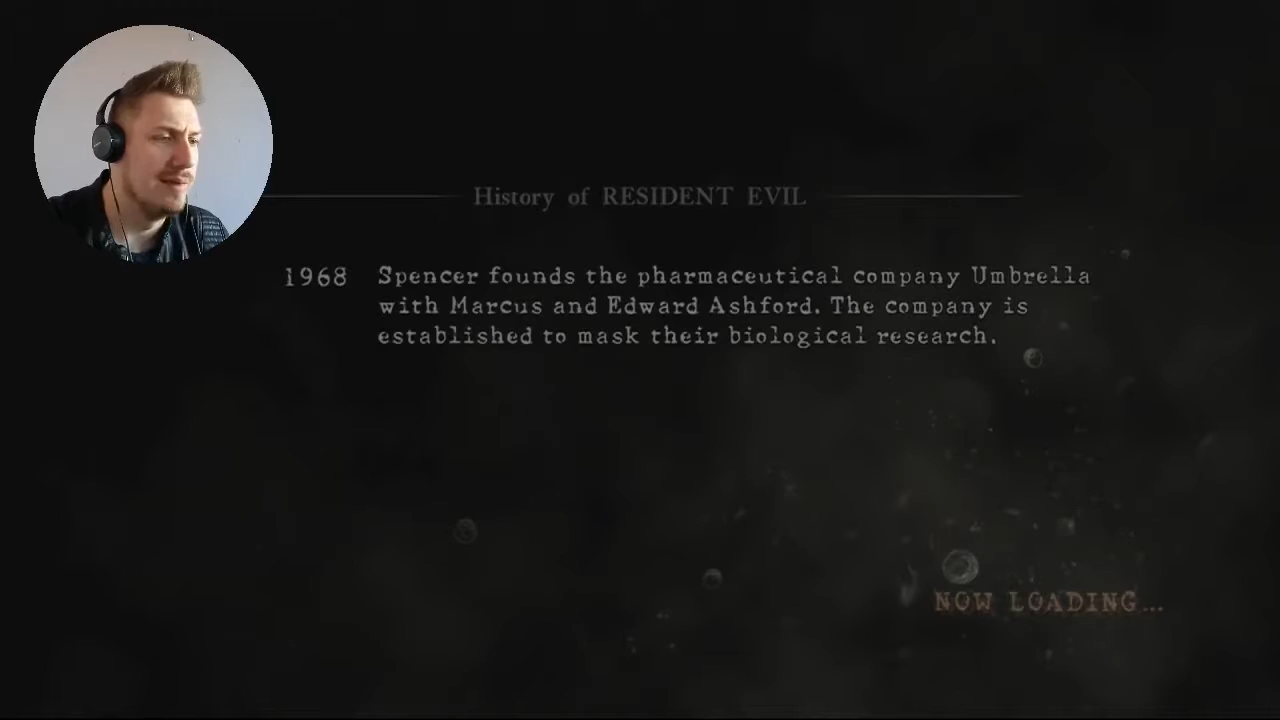 History of RESIDENT EVIL
1968 Spencer founds the pharmaceutical company Umbrella
with Marcus and Edward Ashford. The company is
established to mask their biological research.
NOW LOADING...